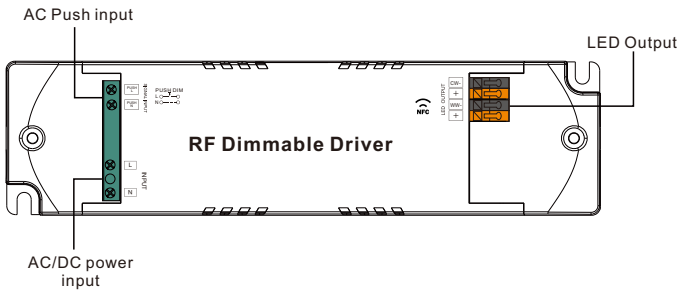 AC Push input
LED Output
PUSH L
PUSH N
PUSH DIM
L
N
NFC
LED OUTPUT
CW-
+
WW-
+
RF Dimmable Driver
L
N
INPUT
AC/DC power
input